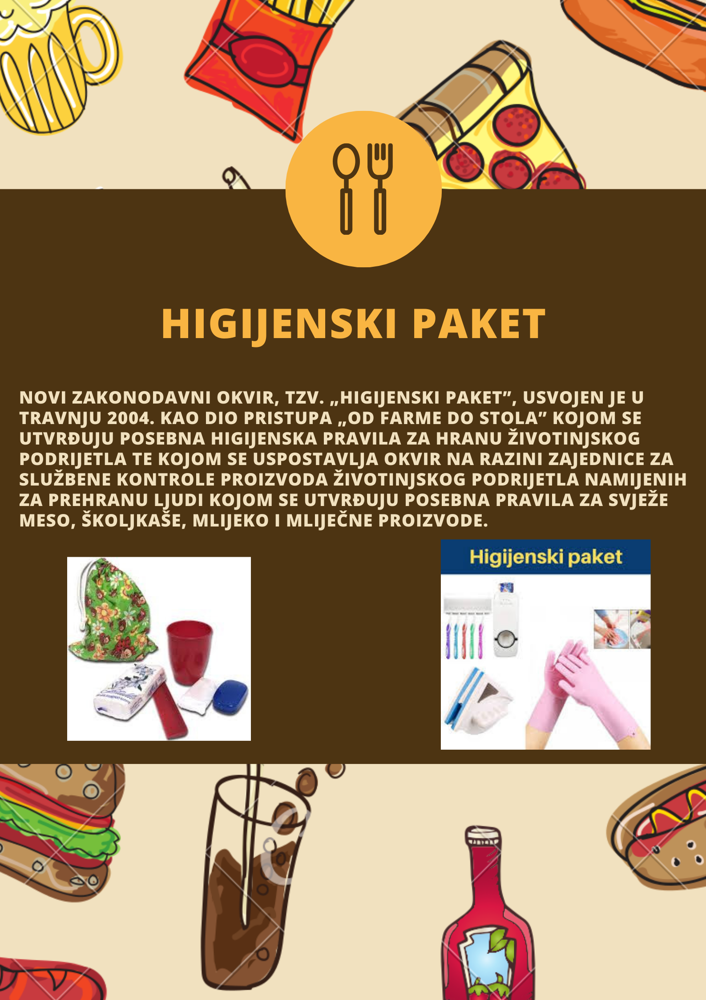 HIGIJENSKI PAKET
NOVI ZAKONODAVNI OKVIR, TZV. „HIGIJENSKI PAKET”, USVOJEN JE U
TRAVNJU 2004. KAO DIO PRISTUPA „OD FARME DO STOLA” KOJOM SE
UTVRĐUJU POSEBNA HIGIJENSKA PRAVILA ZA HRANU ŽIVOTINJSKOG
PODRIJETLA TE KOJOM SE USPOSTAVLJA OKVIR NA RAZINI ZAJEDNICE ZA
SLUŽBENE KONTROLE PROIZVODA ŽIVOTINJSKOG PODRIJETLA NAMIJENIH
ZA PREHRANU LJUDI KOJOM SE UTVRĐUJU POSEBNA PRAVILA ZA SVJEŽE
MESO, ŠKOLJKAŠE, MLIJEKO I MLIJEČNE PROIZVODE.
Higijenski paket